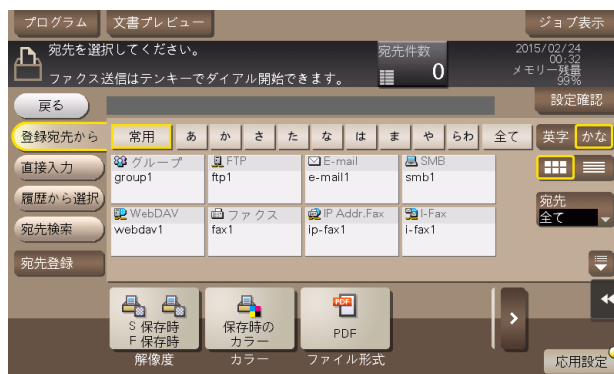 プログラム 文書プレビュー ジョブ表示
宛先を選択してください。
ファクス送信はテンキーでダイアル開始できます。
宛先件数
0
2015/02/24
00:32
メモリー残量
99%
戻る
設定確認
登録宛先から 常用 あ か さ た な は ま や らわ 全て 英字 かな
直接入力
履歴から選択
宛先検索
宛先登録
グループ FTP E-mail SMB
group1 ftp1 e-mail1 smb1
WebDAV ファクス IP Addr.Fax I-Fax
webdav1 fax1 ip-fax1 i-fax1
宛先
全て
S 保存時
F 保存時
解像度
保存時の
カラー
カラー
PDF
PDF
ファイル形式
応用設定